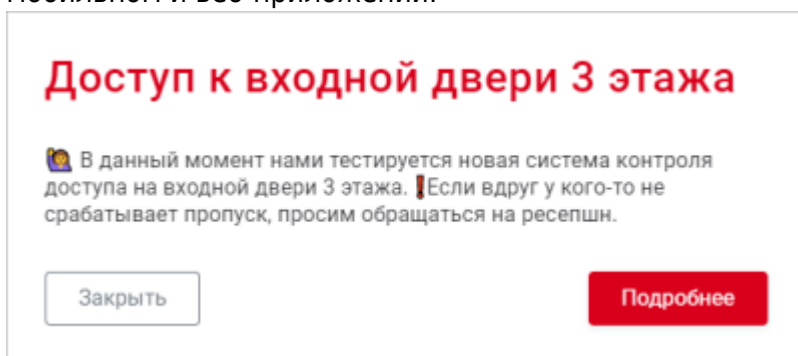 Доступ к входной двери 3 этажа
🙋 В данный момент нами тестируется новая система контроля
доступа на входной двери 3 этажа. ❗Если вдруг у кого-то не
срабатывает пропуск, просим обращаться на ресепшн.
Закрыть Подробнее